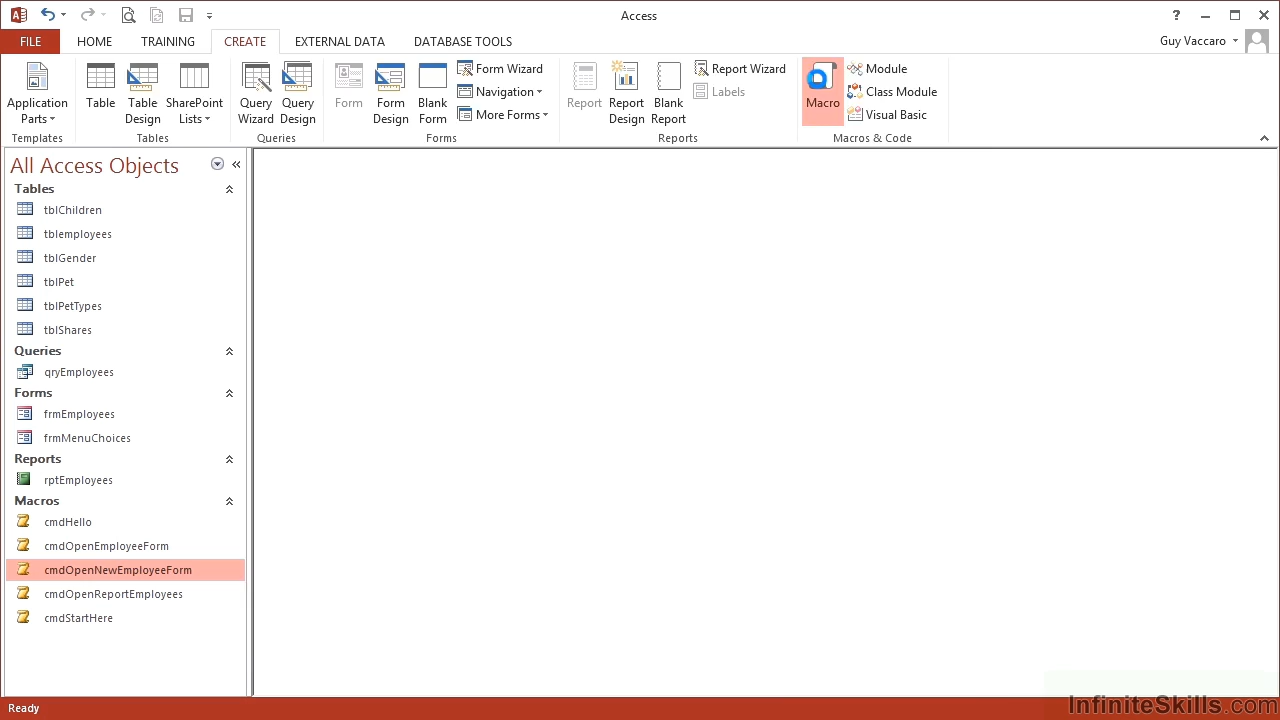 Access
?
FILE
HOME
TRAINING
CREATE
EXTERNAL DATA
DATABASE TOOLS
Guy Vaccaro
Application Parts
Table
Table Design
SharePoint Lists
Query Wizard
Query Design
Form
Form Design
Blank Form
Form Wizard
Navigation
More Forms
Report
Report Design
Blank Report
Report Wizard
Labels
Macro
Module
Class Module
Visual Basic
Templates
Tables
Queries
Forms
Reports
Macros & Code
All Access Objects
Tables
tblChildren
tblemployees
tblGender
tblPet
tblPetTypes
tblShares
Queries
qryEmployees
Forms
frmEmployees
frmMenuChoices
Reports
rptEmployees
Macros
cmdHello
cmdOpenEmployeeForm
cmdOpenNewEmployeeForm
cmdOpenReportEmployees
cmdStartHere
InfiniteSkills.com
Ready